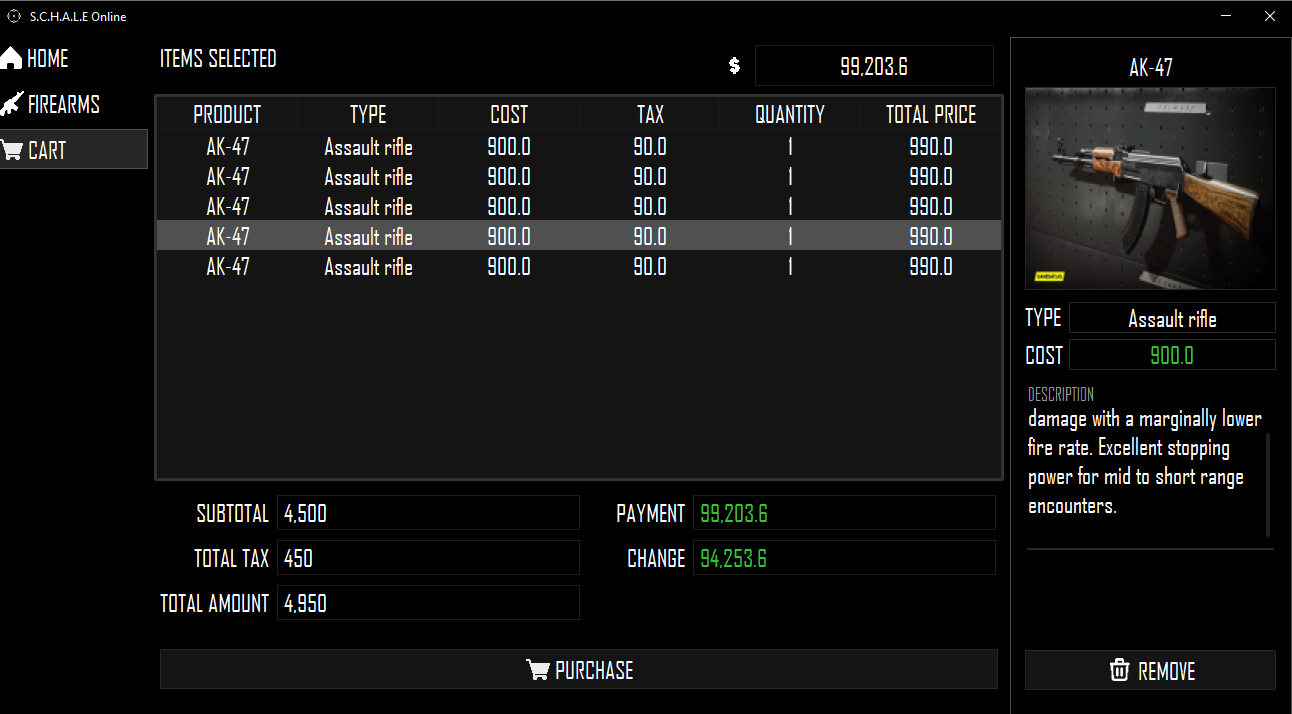 S.C.H.A.L.E Online
HOME
FIREARMS
CART
ITEMS SELECTED
$ 99,203.6
PRODUCT TYPE COST TAX QUANTITY TOTAL PRICE
AK-47 Assault rifle 900.0 90.0 1 990.0
AK-47 Assault rifle 900.0 90.0 1 990.0
AK-47 Assault rifle 900.0 90.0 1 990.0
AK-47 Assault rifle 900.0 90.0 1 990.0
AK-47 Assault rifle 900.0 90.0 1 990.0
SUBTOTAL 4,500
TOTAL TAX 450
TOTAL AMOUNT 4,950
PAYMENT 99,203.6
CHANGE 94,253.6
PURCHASE
AK-47
PRIMARY
TYPE Assault rifle
COST 900.0
DESCRIPTION
damage with a marginally lower
fire rate. Excellent stopping
power for mid to short range
encounters.
REMOVE